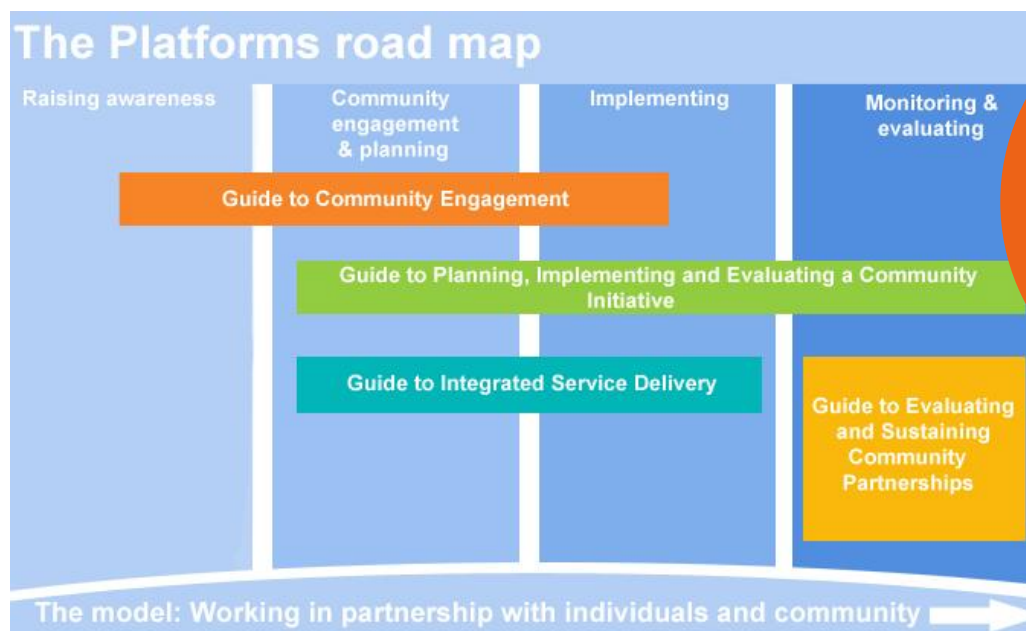 The Platforms road map
Raising awareness
Community
engagement
& planning
Implementing
Monitoring &
evaluating
Guide to Community Engagement
Guide to Planning, Implementing and Evaluating a Community
Initiative
Guide to Integrated Service Delivery
Guide to Evaluating
and Sustaining
Community
Partnerships
The model: Working in partnership with individuals and community